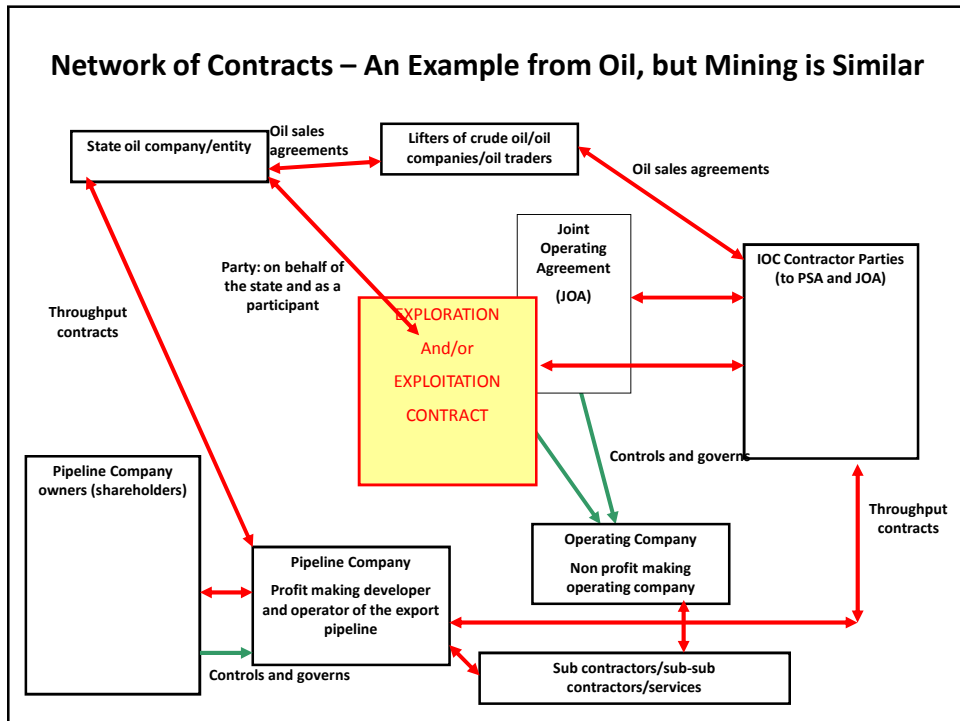 Network of Contracts – An Example from Oil, but Mining is Similar
State oil company/entity
Oil sales
agreements
Lifters of crude oil/oil
companies/oil traders
Oil sales agreements
Joint
Operating
Agreement
(JOA)
IOC Contractor Parties
(to PSA and JOA)
Party: on behalf of
the state and as a
participant
Throughput
contracts
EXPLORATION
And/or
EXPLOITATION
CONTRACT
Controls and governs
Pipeline Company
owners (shareholders)
Throughput
contracts
Operating Company
Non profit making
operating company
Pipeline Company
Profit making developer
and operator of the export
pipeline
Controls and governs
Sub contractors/sub-sub
contractors/services